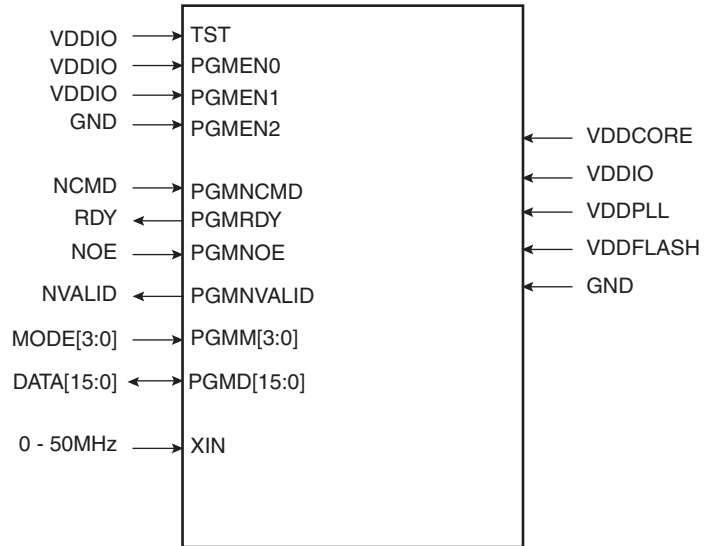 VDDIO TST
VDDIO PGMEN0
VDDIO PGMEN1
GND PGMEN2
VDDCORE
VDDIO
NCMD PGMNCMD
RDY PGMRDY
VDDPLL
NOE PGMNOE
VDDFLASH
NVALID PGMNVALID
GND
MODE[3:0] PGMM[3:0]
DATA[15:0] PGMD[15:0]
0 - 50MHz XIN